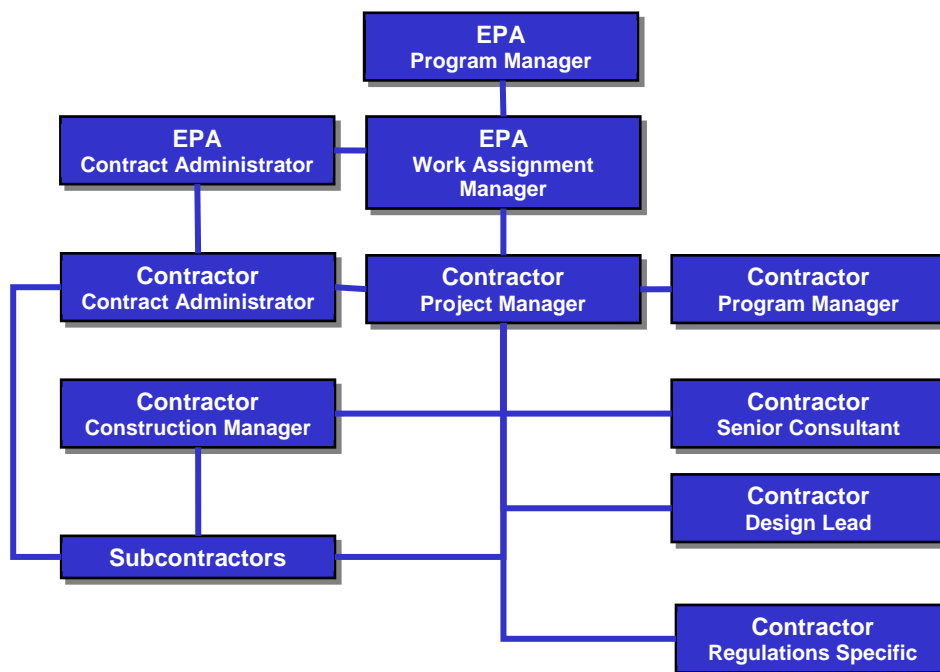 EPA
Program Manager
EPA
Contract Administrator
EPA
Work Assignment
Manager
Contractor
Contract Administrator
Contractor
Project Manager
Contractor
Program Manager
Contractor
Construction Manager
Contractor
Senior Consultant
Contractor
Design Lead
Subcontractors
Contractor
Regulations Specific